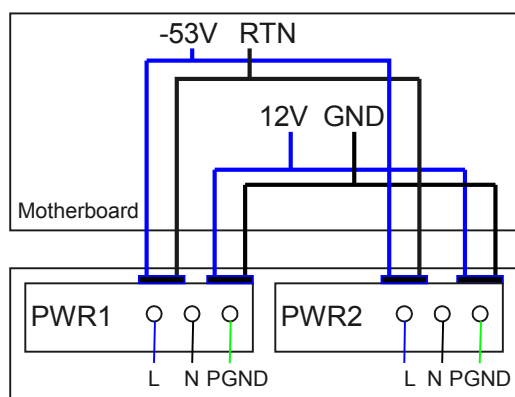 -53V RTN
12V GND
Motherboard
PWR1 PWR2
L N PGND L N PGND